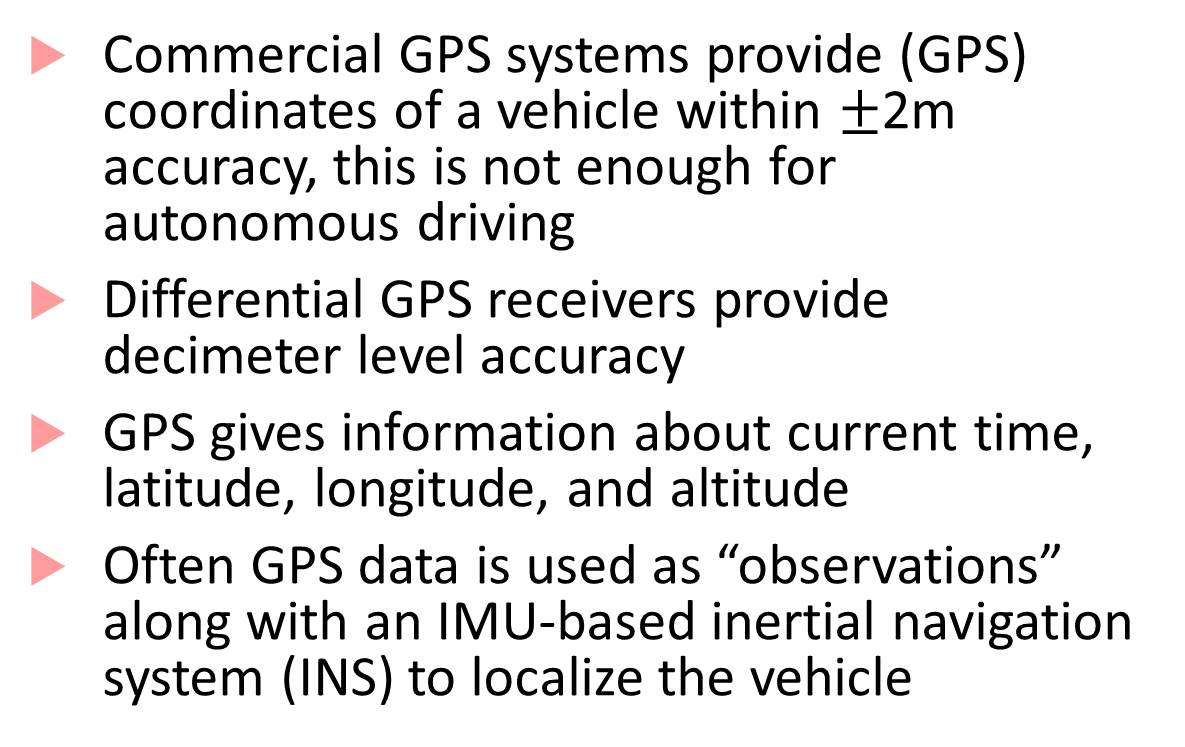 Commercial GPS systems provide (GPS)
coordinates of a vehicle within ±2m
accuracy, this is not enough for
autonomous driving
Differential GPS receivers provide
decimeter level accuracy
GPS gives information about current time,
latitude, longitude, and altitude
Often GPS data is used as “observations”
along with an IMU-based inertial navigation
system (INS) to localize the vehicle